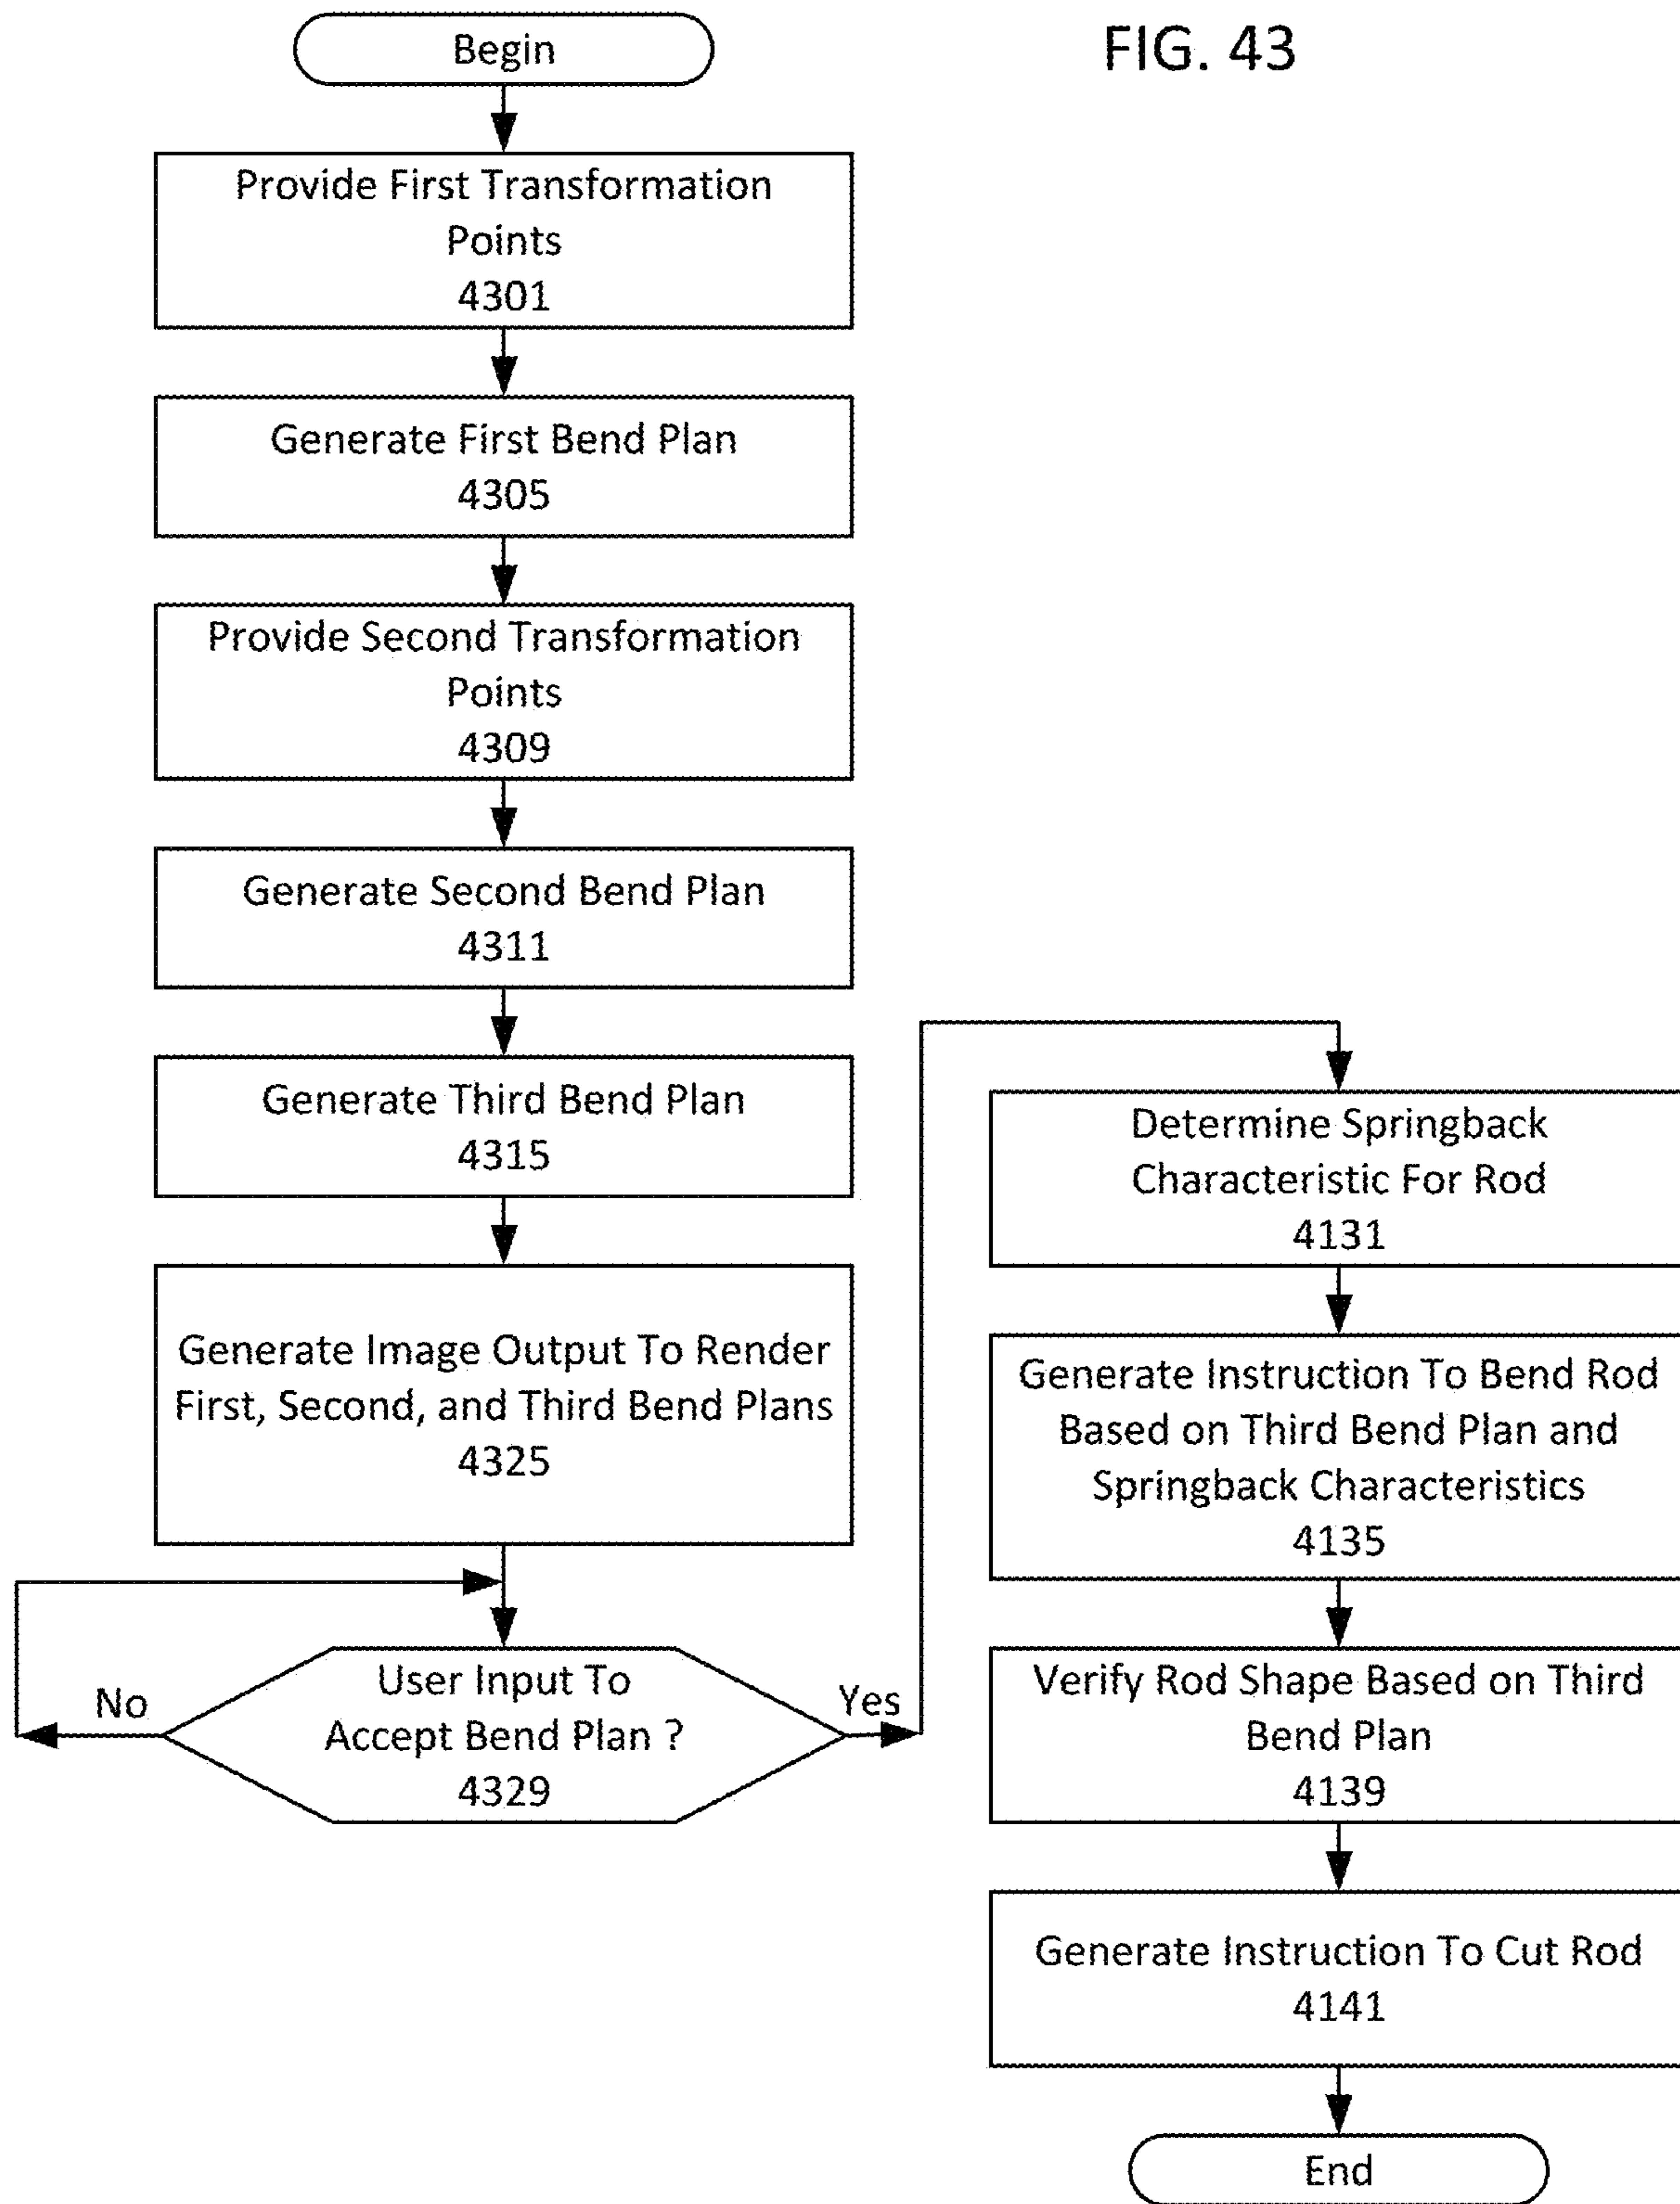 FIG. 43
Begin
Provide First Transformation
Points
4301
Generate First Bend Plan
4305
Provide Second Transformation
Points
4309
Generate Second Bend Plan
4311
Generate Third Bend Plan
4315
Generate Image Output To Render
First, Second, and Third Bend Plans
4325
User Input To
Accept Bend Plan ?
4329
No
Yes
Determine Springback
Characteristic For Rod
4131
Generate Instruction To Bend Rod
Based on Third Bend Plan and
Springback Characteristics
4135
Verify Rod Shape Based on Third
Bend Plan
4139
Generate Instruction To Cut Rod
4141
End